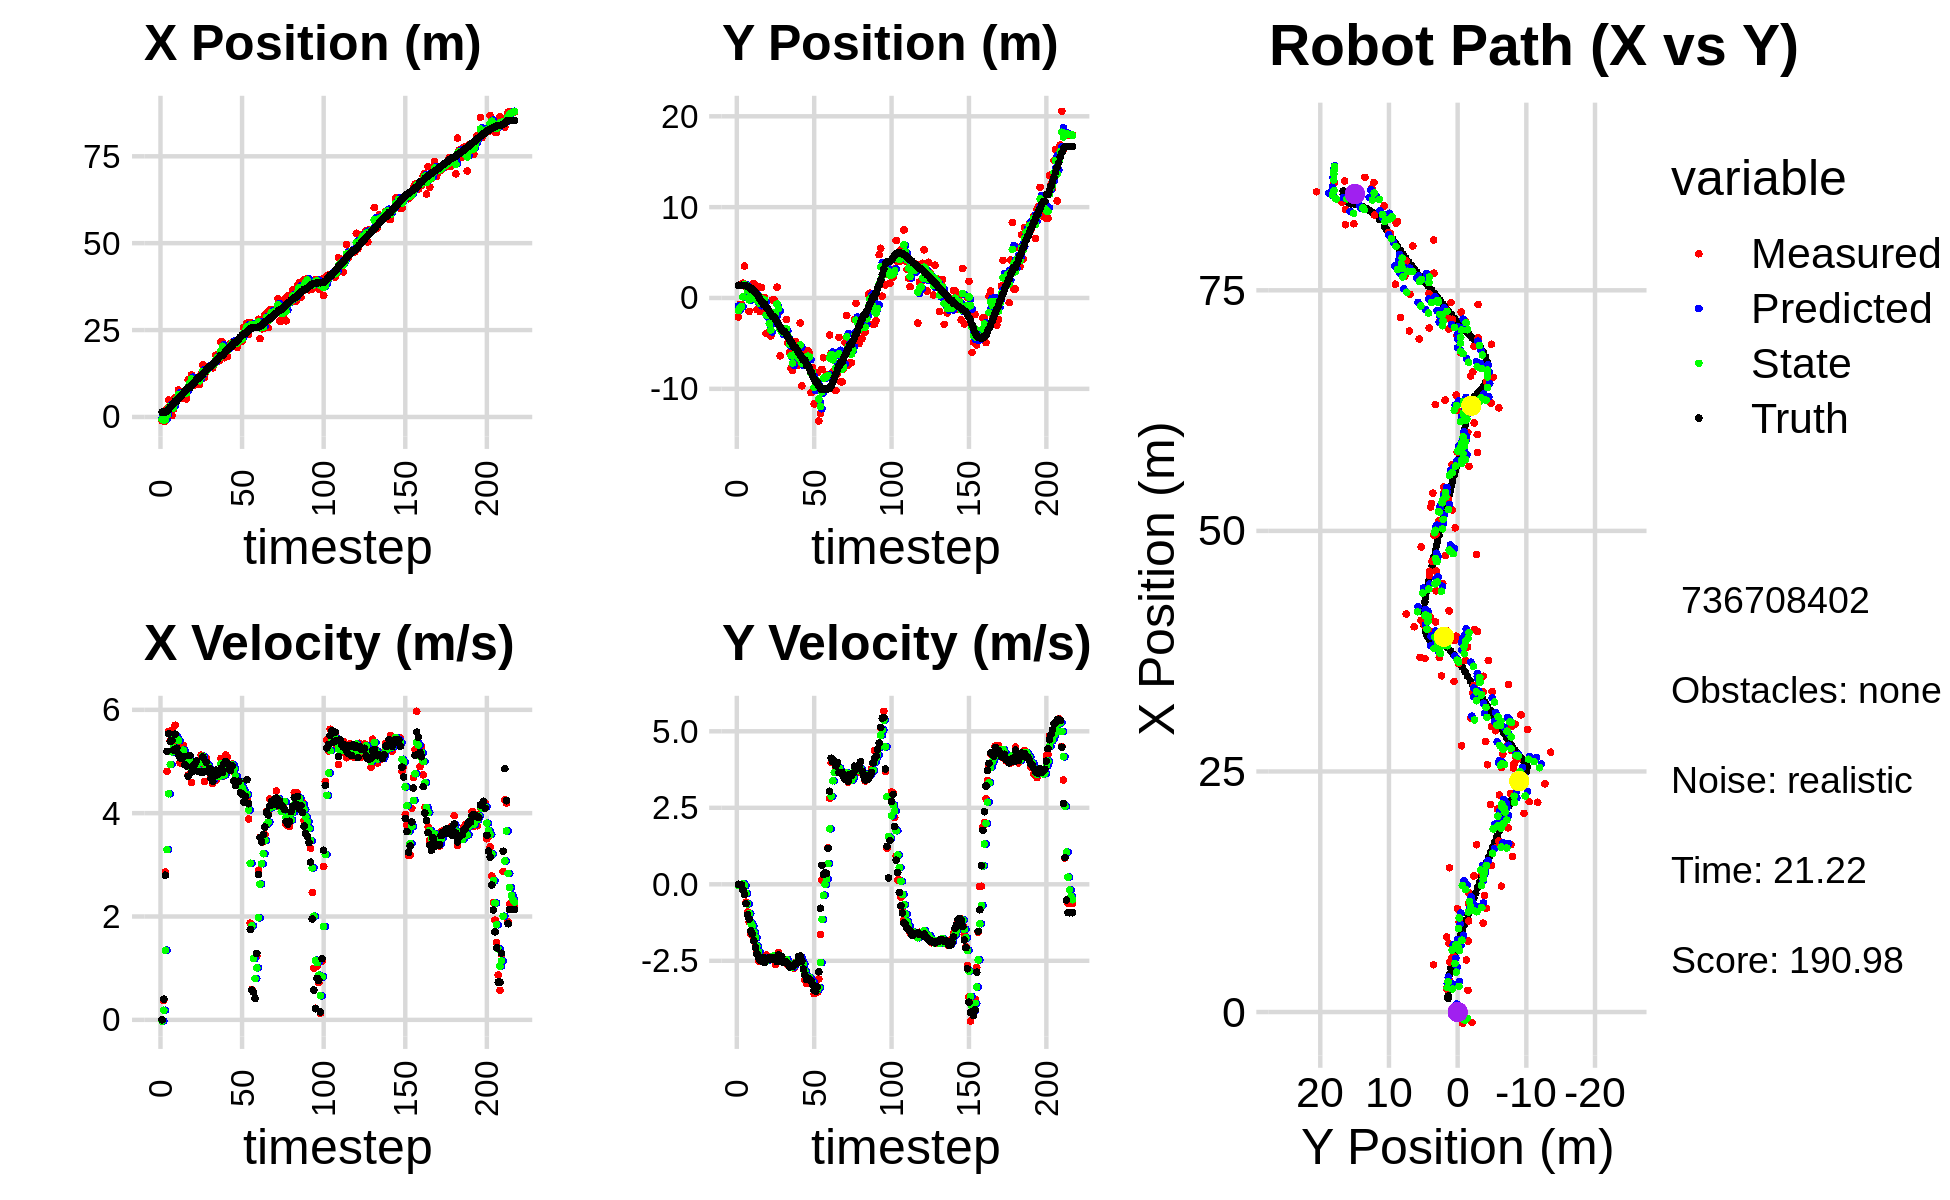 X Position (m)
75
50
25
0
0
50
100
150
200
timestep
Y Position (m)
20
10
0
-10
0
50
100
150
200
timestep
X Velocity (m/s)
6
4
2
0
0
50
100
150
200
timestep
Y Velocity (m/s)
5.0
2.5
0.0
-2.5
0
50
100
150
200
timestep
Robot Path (X vs Y)
X Position (m)
75
50
25
0
20 10 0 -10 -20
Y Position (m)
variable
Measured
Predicted
State
Truth
736708402
Obstacles: none
Noise: realistic
Time: 21.22
Score: 190.98